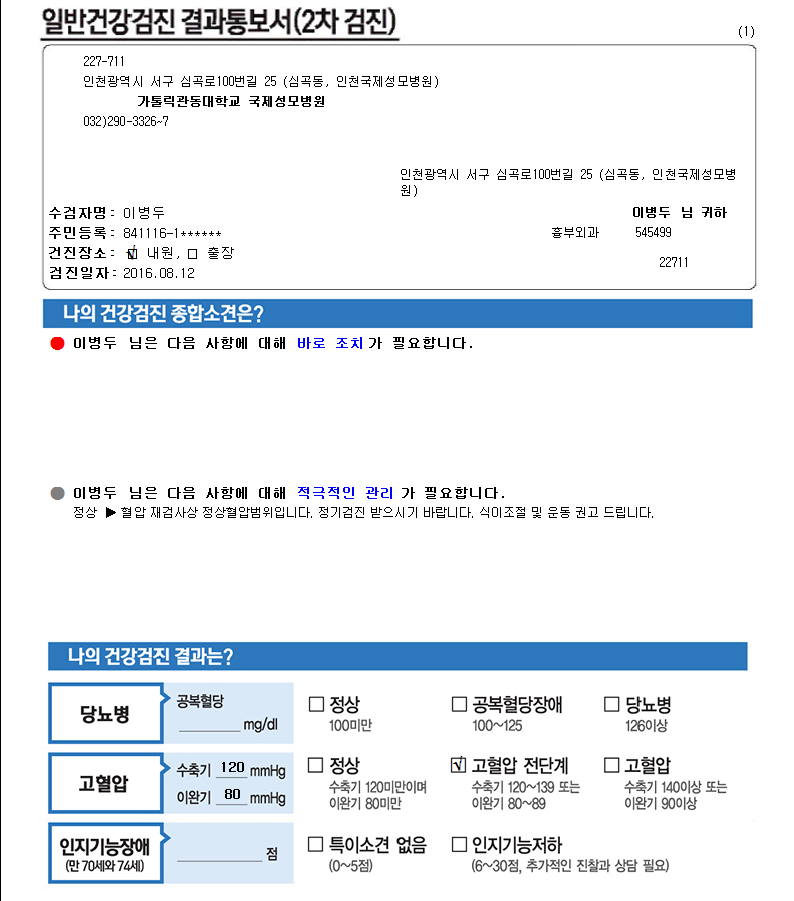 일반건강검진 결과통보서(2차 검진)
(1)
227-711
인천광역시 서구 심곡로100번길 25 (심곡동, 인천국제성모병원)
가톨릭관동대학교 국제성모병원
032)290-3326~7
인천광역시 서구 심곡로100번길 25 (심곡동, 인천국제성모병
원)
수검자명: 이병두
이병두 님 귀하
주민등록: 841116-1******
흉부외과 545499
건진장소: ☑ 내원, □ 출장
22711
검진일자: 2016.08.12
나의 건강검진 종합소견은?
● 이병두 님은 다음 사항에 대해 바로 조치가 필요합니다.
● 이병두 님은 다음 사항에 대해 적극적인 관리 가 필요합니다.
정상 ▶ 혈압 재검사상 정상혈압범위입니다. 정기검진 받으시기 바랍니다. 식이조절 및 운동 권고 드립니다.
나의 건강검진 결과는?
당뇨병
공복혈당
____ mg/dl
□ 정상
100미만
□ 공복혈당장애
100~125
□ 당뇨병
126이상
고혈압
수축기 120 mmHg
이완기 80 mmHg
□ 정상
수축기 120미만이며
이완기 80미만
☑ 고혈압 전단계
수축기 120~139 또는
이완기 80~89
□ 고혈압
수축기 140이상 또는
이완기 90이상
인지기능장애
(만 70세와 74세)
____ 점
□ 특이소견 없음
(0~5점)
□ 인지기능저하
(6~30점, 추가적인 진찰과 상담 필요)